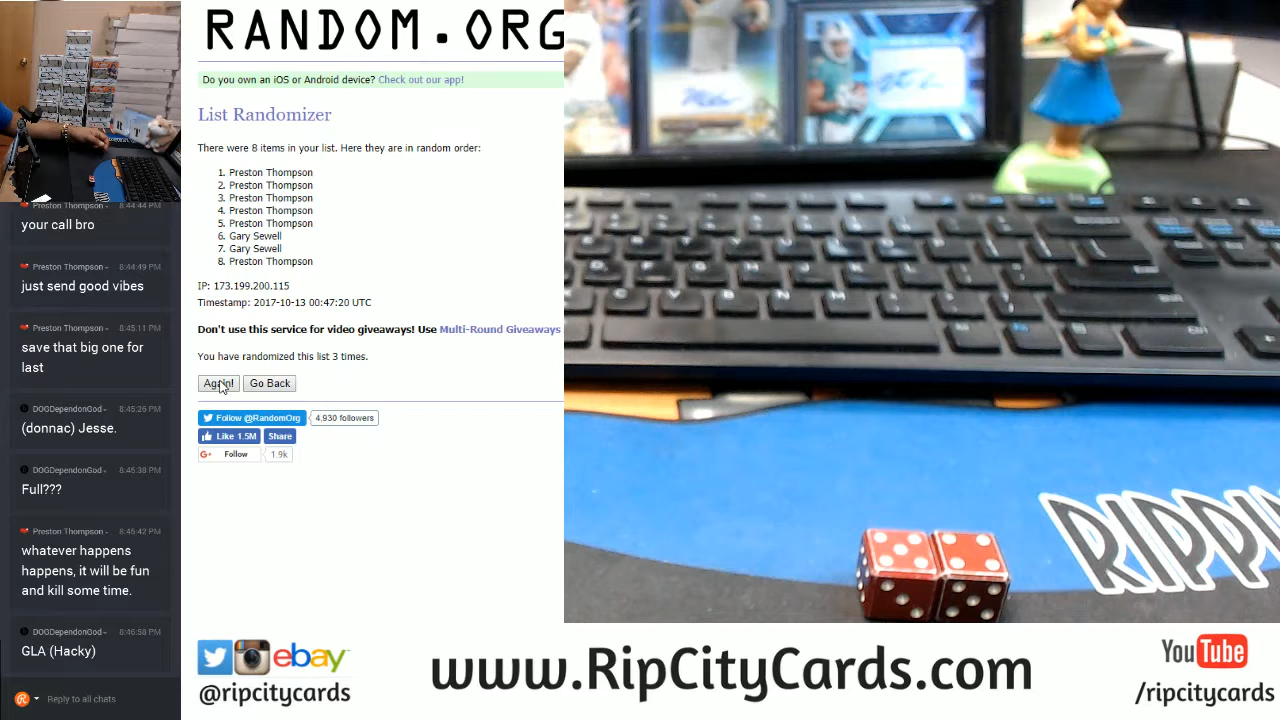 RANDOM.ORG
Do you own an iOS or Android device? Check out our app!
List Randomizer
There were 8 items in your list. Here they are in random order:
1. Preston Thompson
2. Preston Thompson
3. Preston Thompson
4. Preston Thompson
5. Preston Thompson
6. Gary Sewell
7. Gary Sewell
8. Preston Thompson
IP: 173.199.200.115
Timestamp: 2017-10-13 00:47:20 UTC
Don't use this service for video giveaways! Use Multi-Round Giveaways
You have randomized this list 3 times.
Again! Go Back
Follow @RandomOrg 4,930 followers
Like 1.5M Share
Follow 1.9k
Preston Thompson 8:44:44 PM
your call bro
Preston Thompson 8:44:49 PM
just send good vibes
Preston Thompson 8:45:11 PM
save that big one for
last
DOGDependonGod 8:45:26 PM
(donnac) Jesse.
DOGDependonGod 8:45:38 PM
Full???
Preston Thompson 8:45:42 PM
whatever happens
happens, it will be fun
and kill some time.
DOGDependonGod 8:46:58 PM
GLA (Hacky)
Reply to all chats
RIPPIN
ebay
@ripcitycards
www.RipCityCards.com
YouTube
/ripcitycards